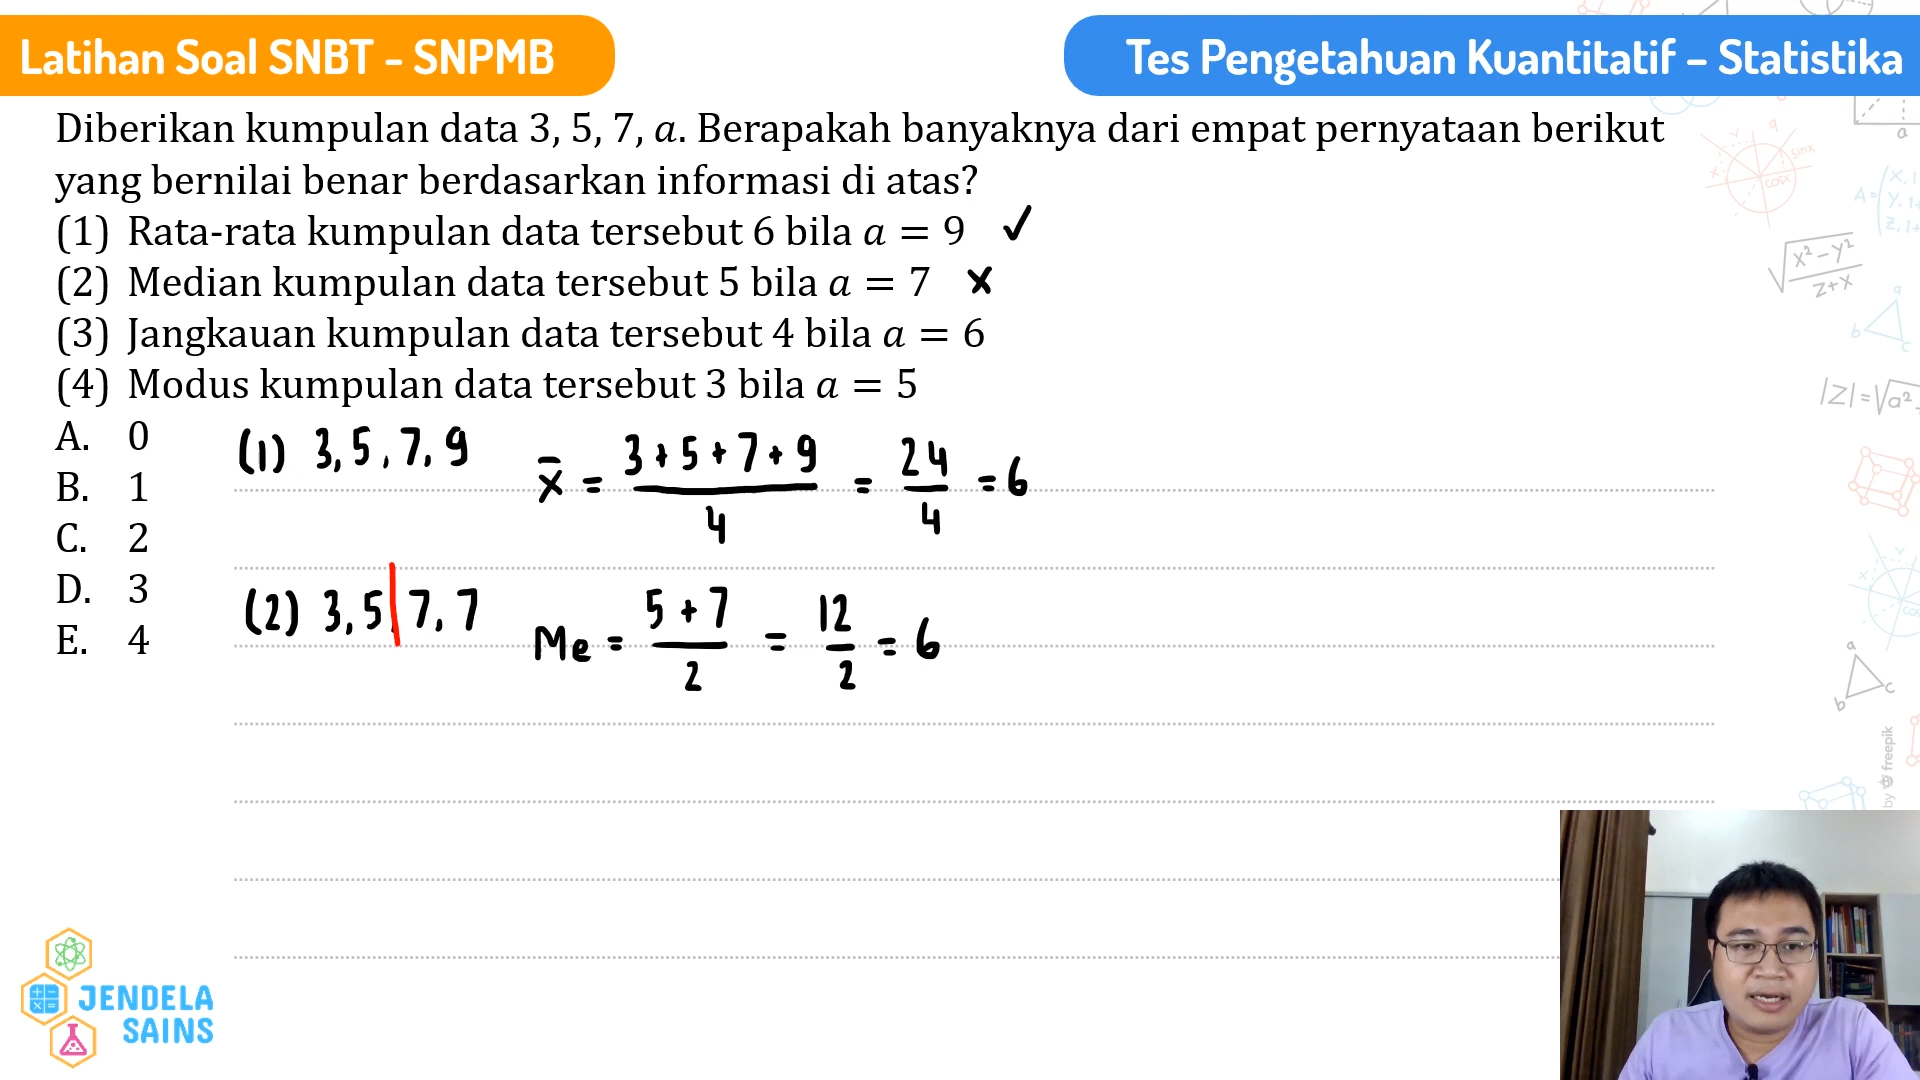 Latihan Soal SNBT - SNPMB
Tes Pengetahuan Kuantitatif – Statistika
Diberikan kumpulan data 3, 5, 7, a. Berapakah banyaknya dari empat pernyataan berikut
yang bernilai benar berdasarkan informasi di atas?
(1) Rata-rata kumpulan data tersebut 6 bila a = 9 ✓
(2) Median kumpulan data tersebut 5 bila a = 7 ×
(3) Jangkauan kumpulan data tersebut 4 bila a = 6
(4) Modus kumpulan data tersebut 3 bila a = 5
A. 0
B. 1
C. 2
D. 3
E. 4
(1) 3, 5, 7, 9 x̄ = (3 + 5 + 7 + 9)/4 = 24/4 = 6
(2) 3, 5, 7, 7 Me = (5 + 7)/2 = 12/2 = 6
JENDELA
SAINS
by freepik